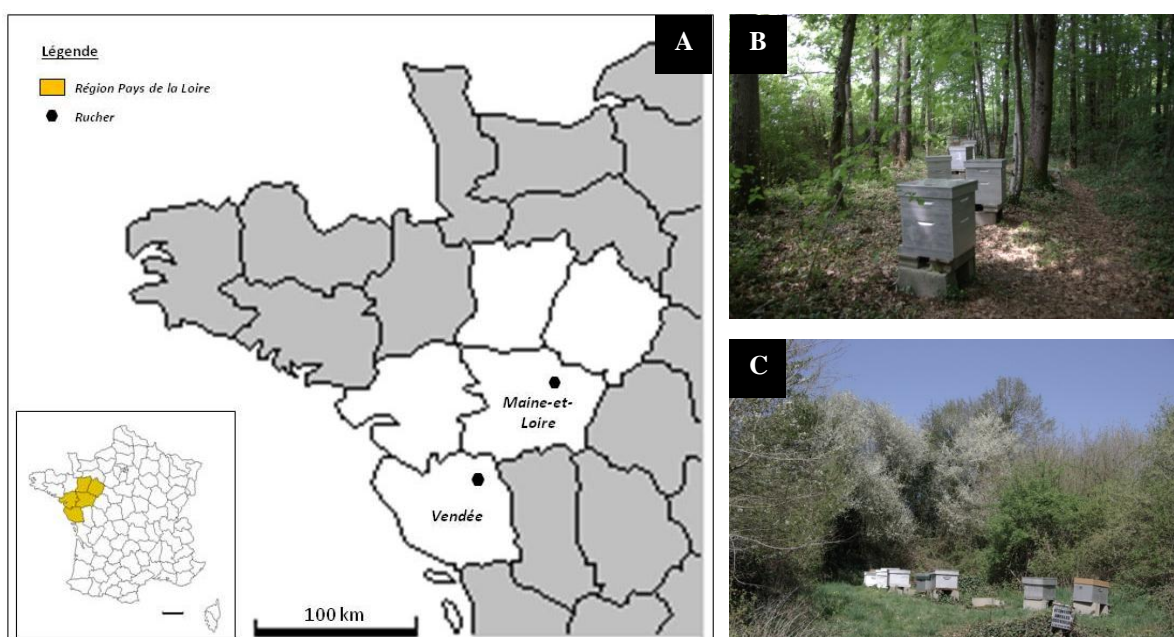 Légende
Région Pays de la Loire
Rucher
A
Maine-et-
Loire
Vendée
100 km
B
C